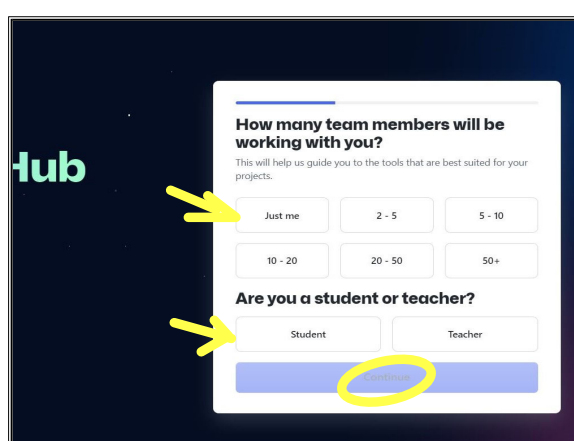 How many team members will be
working with you?
Hub
This will help us guide you to the tools that are best suited for your
projects.
Just me 2 - 5 5 - 10
10 - 20 20 - 50 50+
Are you a student or teacher?
Student Teacher
Continue